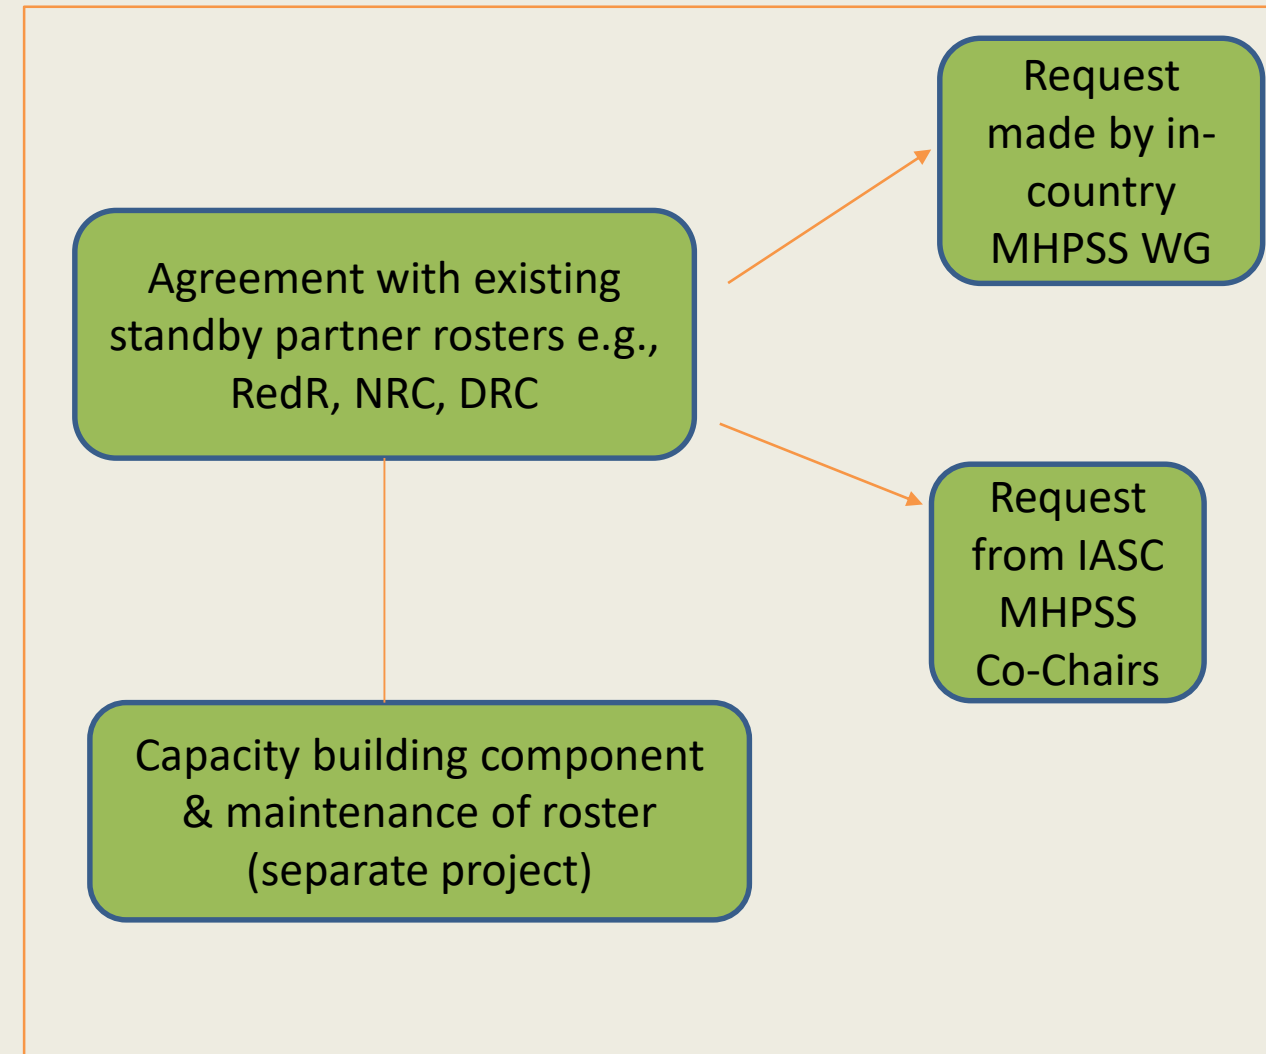 Request
made by in-
country
MHPSS WG
Agreement with existing
standby partner rosters e.g.,
RedR, NRC, DRC
Request
from IASC
MHPSS
Co-Chairs
Capacity building component
& maintenance of roster
(separate project)